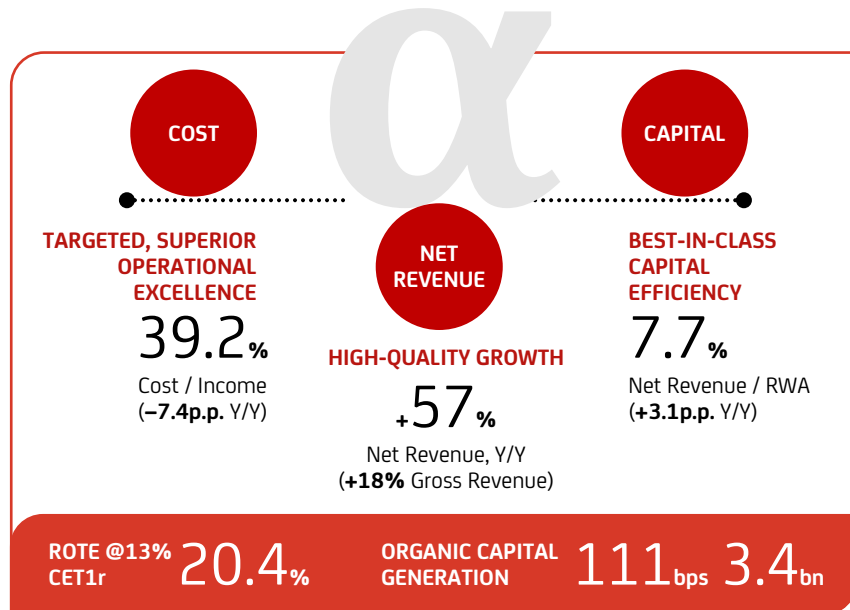 α
COST
TARGETED, SUPERIOR
OPERATIONAL
EXCELLENCE
39.2%
Cost / Income
(–7.4p.p. Y/Y)
NET
REVENUE
HIGH-QUALITY GROWTH
+57%
Net Revenue, Y/Y
(+18% Gross Revenue)
CAPITAL
BEST-IN-CLASS
CAPITAL
EFFICIENCY
7.7%
Net Revenue / RWA
(+3.1p.p. Y/Y)
ROTE @13%
CET1r
20.4%
ORGANIC CAPITAL
GENERATION
111bps 3.4bn